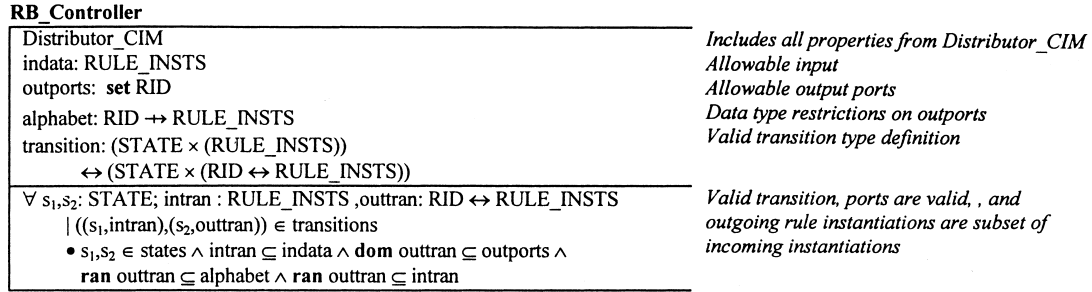 RB_Controller
Distributor_CIM Includes all properties from Distributor_CIM
indata: RULE_INSTS Allowable input
outports: set RID Allowable output ports
alphabet: RID ⇸ RULE_INSTS Data type restrictions on outports
transition: (STATE × (RULE_INSTS)) Valid transition type definition
↔ (STATE × (RID ↔ RULE_INSTS))
∀ s₁,s₂: STATE; intran : RULE_INSTS ,outtran: RID ↔ RULE_INSTS Valid transition, ports are valid, , and
| ((s₁,intran),(s₂,outtran)) ∈ transitions outgoing rule instantiations are subset of
• s₁,s₂ ∈ states ∧ intran ⊆ indata ∧ dom outtran ⊆ outports ∧ incoming instantiations
ran outtran ⊆ alphabet ∧ ran outtran ⊆ intran